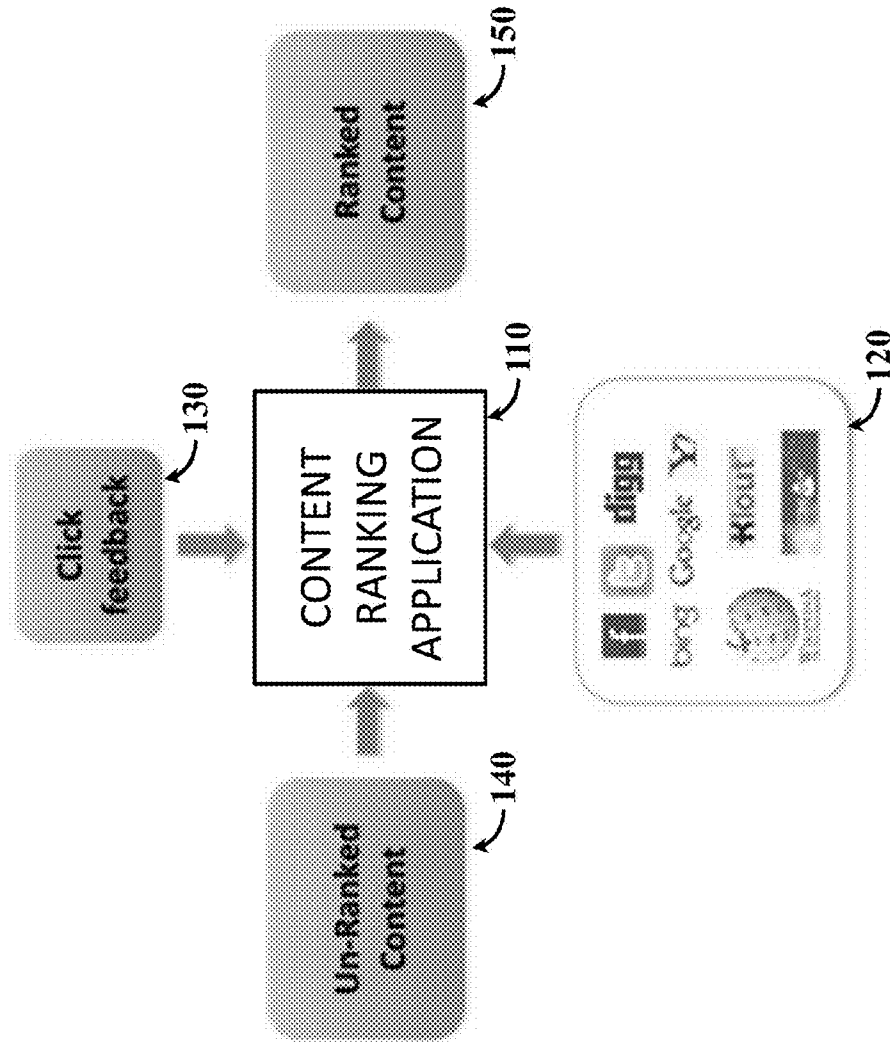 Click
feedback
130
Un-Ranked
Content
140
CONTENT
RANKING
APPLICATION
110
Ranked
Content
150
f digg
bing Google Y!
Klout
120